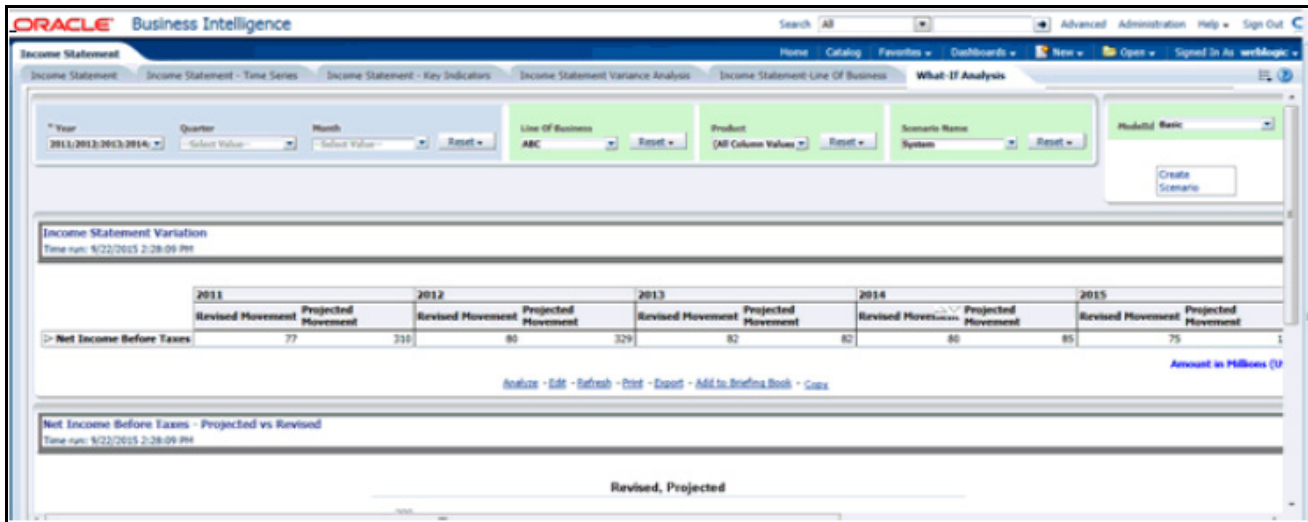 ORACLE Business Intelligence Search All Advanced Administration Help Sign Out
Income Statement Home Catalog Favorites Dashboards New Open Signed In As weblogic
Income Statement Income Statement - Time Series Income Statement - Key Indicators Income Statement Variance Analysis Income Statement-Line Of Business What-If Analysis
* Year Quarter Month Line Of Business Product Scenario Name ModelId Basic
2011;2012;2013;2014; --Select Value-- --Select Value-- Reset ABC Reset (All Column Values Reset System Reset
Create
Scenario
Income Statement Variation
Time run: 9/22/2015 2:28:09 PM
2011 2012 2013 2014 2015
Revised Movement Projected Movement Revised Movement Projected Movement Revised Movement Projected Movement Revised Projected Movement Revised Movement Projected Movement
Net Income Before Taxes 77 310 80 329 82 82 80 85 75 1
Amount in Millions (U
Analyze - Edit - Refresh - Print - Export - Add to Briefing Book - Copy
Net Income Before Taxes - Projected vs Revised
Time run: 9/22/2015 2:28:09 PM
Revised, Projected